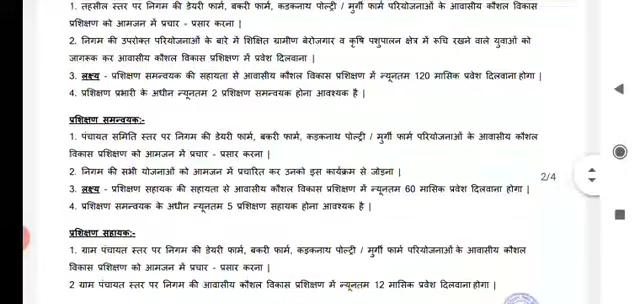 1. तहसील स्तर पर निगम की डेयरी फार्म, बकरी फार्म, कड़कनाथ पोल्ट्री / मुर्गी फार्म परियोजनाओं के आवासीय कौशल विकास
प्रशिक्षण को आमजन में प्रचार - प्रसार करना |
2. निगम की उपरोक्त परियोजनाओं के बारे में शिक्षित ग्रामीण बेरोजगार व कृषि पशुपालन क्षेत्र में रूचि रखने वाले युवाओं को
जागरूक कर आवासीय कौशल विकास प्रशिक्षण में प्रवेश दिलवाना |
3. लक्ष्य - प्रशिक्षण समन्वयक की सहायता से आवासीय कौशल विकास प्रशिक्षण में न्यूनतम 120 मासिक प्रवेश दिलवाना होगा |
4. प्रशिक्षण प्रभारी के अधीन न्यूनतम 2 प्रशिक्षण समन्वयक होना आवश्यक है |
प्रशिक्षण समन्वयक:-
1. पंचायत समिति स्तर पर निगम की डेयरी फार्म, बकरी फार्म, कड़कनाथ पोल्ट्री / मुर्गी फार्म परियोजनाओं के आवासीय कौशल
विकास प्रशिक्षण को आमजन में प्रचार - प्रसार करना |
2. निगम की सभी योजनाओं को आमजन में प्रचारित कर उनको इस कार्यक्रम से जोड़ना |
2/4
3. लक्ष्य - प्रशिक्षण सहायक की सहायता से आवासीय कौशल विकास प्रशिक्षण में न्यूनतम 60 मासिक प्रवेश दिलवाना होगा |
4. प्रशिक्षण समन्वयक के अधीन न्यूनतम 5 प्रशिक्षण सहायक होना आवश्यक है |
प्रशिक्षण सहायक:-
1. ग्राम पंचायत स्तर पर निगम की डेयरी फार्म, बकरी फार्म, कड़कनाथ पोल्ट्री / मुर्गी फार्म परियोजनाओं के आवासीय कौशल
विकास प्रशिक्षण को आमजन में प्रचार - प्रसार करना |
2 ग्राम पंचायत स्तर पर निगम की आवासीय कौशल विकास प्रशिक्षण में न्यूनतम 12 मासिक प्रवेश दिलवाना होगा |